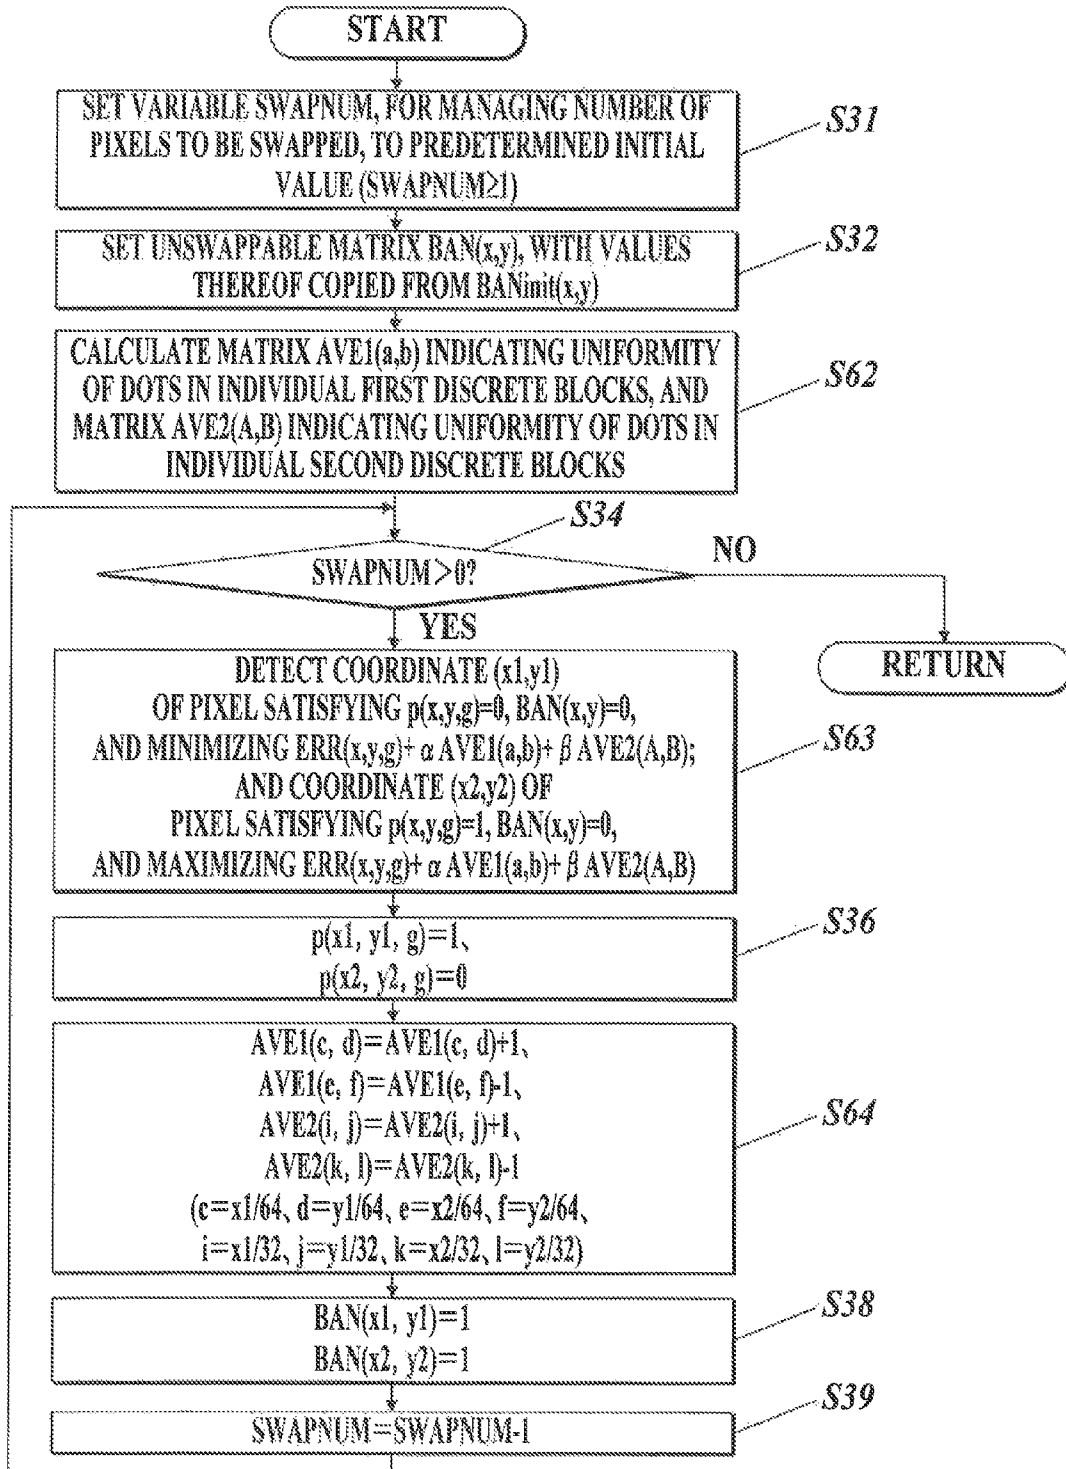 START
SET VARIABLE SWAPNUM, FOR MANAGING NUMBER OF
PIXELS TO BE SWAPPED, TO PREDETERMINED INITIAL
VALUE (SWAPNUM≥1)
S31
SET UNSWAPPABLE MATRIX BAN(x,y), WITH VALUES
THEREOF COPIED FROM BANinit(x,y)
S32
CALCULATE MATRIX AVE1(a,b) INDICATING UNIFORMITY
OF DOTS IN INDIVIDUAL FIRST DISCRETE BLOCKS, AND
MATRIX AVE2(A,B) INDICATING UNIFORMITY OF DOTS IN
INDIVIDUAL SECOND DISCRETE BLOCKS
S62
S34
SWAPNUM>0?
NO
YES
RETURN
DETECT COORDINATE (x1,y1)
OF PIXEL SATISFYING p(x,y,g)=0, BAN(x,y)=0,
AND MINIMIZING ERR(x,y,g)+ α AVE1(a,b)+ β AVE2(A,B);
AND COORDINATE (x2,y2) OF
PIXEL SATISFYING p(x,y,g)=1, BAN(x,y)=0,
AND MAXIMIZING ERR(x,y,g)+ α AVE1(a,b)+ β AVE2(A,B)
S63
p(x1, y1, g)=1、
p(x2, y2, g)=0
S36
AVE1(c, d)=AVE1(c, d)+1、
AVE1(e, f)=AVE1(e, f)-1、
AVE2(i, j)=AVE2(i, j)+1、
AVE2(k, l)=AVE2(k, l)-1
(c=x1/64、d=y1/64、e=x2/64、f=y2/64、
i=x1/32、j=y1/32、k=x2/32、l=y2/32)
S64
BAN(x1, y1)=1
BAN(x2, y2)=1
S38
SWAPNUM=SWAPNUM-1
S39